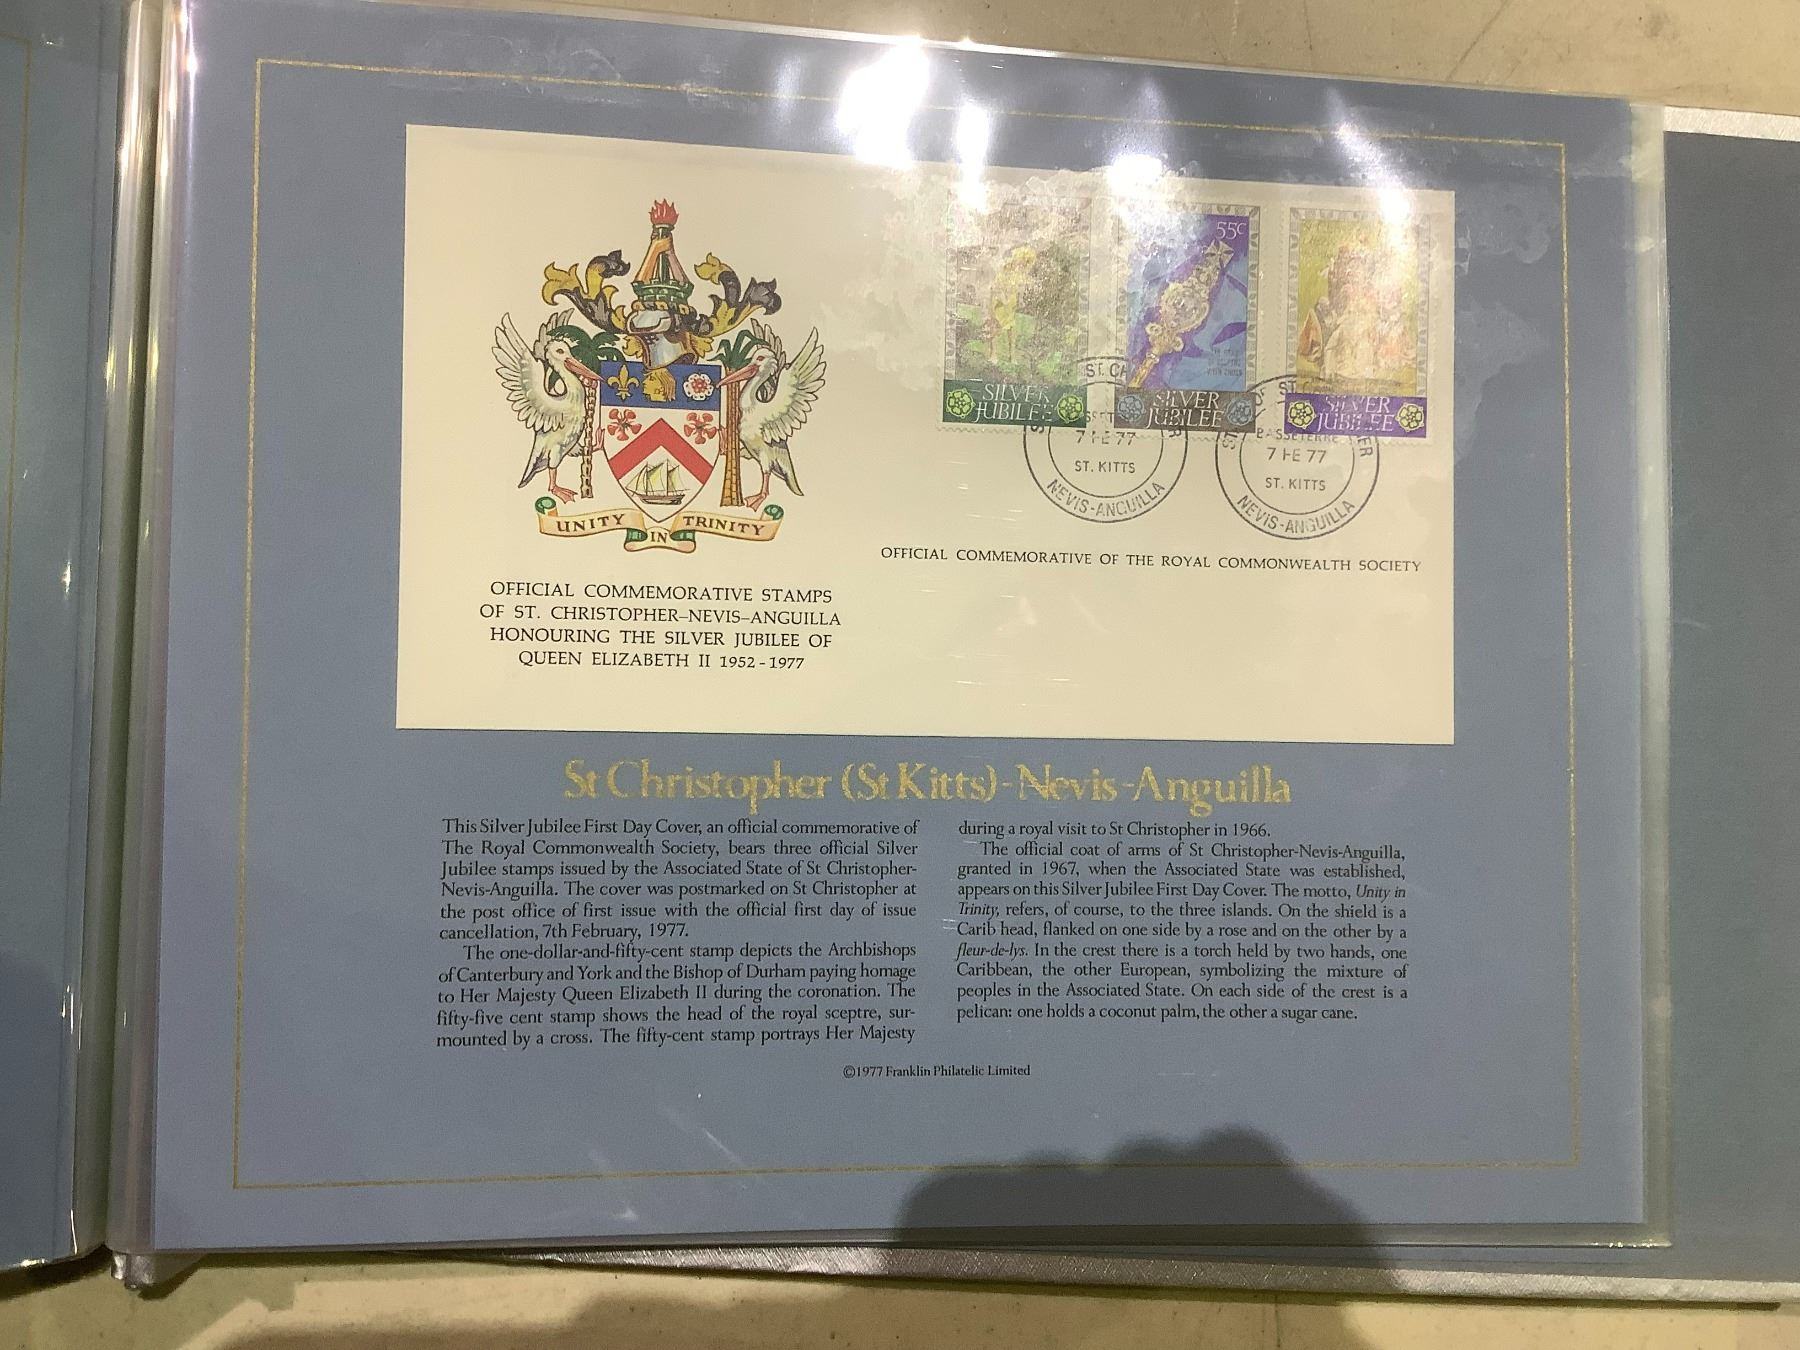 55c
SILVER
JUBILEE
SILVER
JUBILEE
SILVER
JUBILEE
7 FE 77
ST. KITTS
NEVIS-ANGUILLA
BASSETERRE
7 FE 77
ST. KITTS
NEVIS-ANGUILLA
UNITY IN TRINITY
OFFICIAL COMMEMORATIVE OF THE ROYAL COMMONWEALTH SOCIETY
OFFICIAL COMMEMORATIVE STAMPS
OF ST. CHRISTOPHER–NEVIS–ANGUILLA
HONOURING THE SILVER JUBILEE OF
QUEEN ELIZABETH II 1952-1977
St Christopher (St Kitts)-Nevis-Anguilla
This Silver Jubilee First Day Cover, an official commemorative of
The Royal Commonwealth Society, bears three official Silver
Jubilee stamps issued by the Associated State of St Christopher-
Nevis-Anguilla. The cover was postmarked on St Christopher at
the post office of first issue with the official first day of issue
cancellation, 7th February, 1977.
The one-dollar-and-fifty-cent stamp depicts the Archbishops
of Canterbury and York and the Bishop of Durham paying homage
to Her Majesty Queen Elizabeth II during the coronation. The
fifty-five cent stamp shows the head of the royal sceptre, sur-
mounted by a cross. The fifty-cent stamp portrays Her Majesty
during a royal visit to St Christopher in 1966.
The official coat of arms of St Christopher-Nevis-Anguilla,
granted in 1967, when the Associated State was established,
appears on this Silver Jubilee First Day Cover. The motto, Unity in
Trinity, refers, of course, to the three islands. On the shield is a
Carib head, flanked on one side by a rose and on the other by a
fleur-de-lys. In the crest there is a torch held by two hands, one
Caribbean, the other European, symbolizing the mixture of
peoples in the Associated State. On each side of the crest is a
pelican: one holds a coconut palm, the other a sugar cane.
©1977 Franklin Philatelic Limited